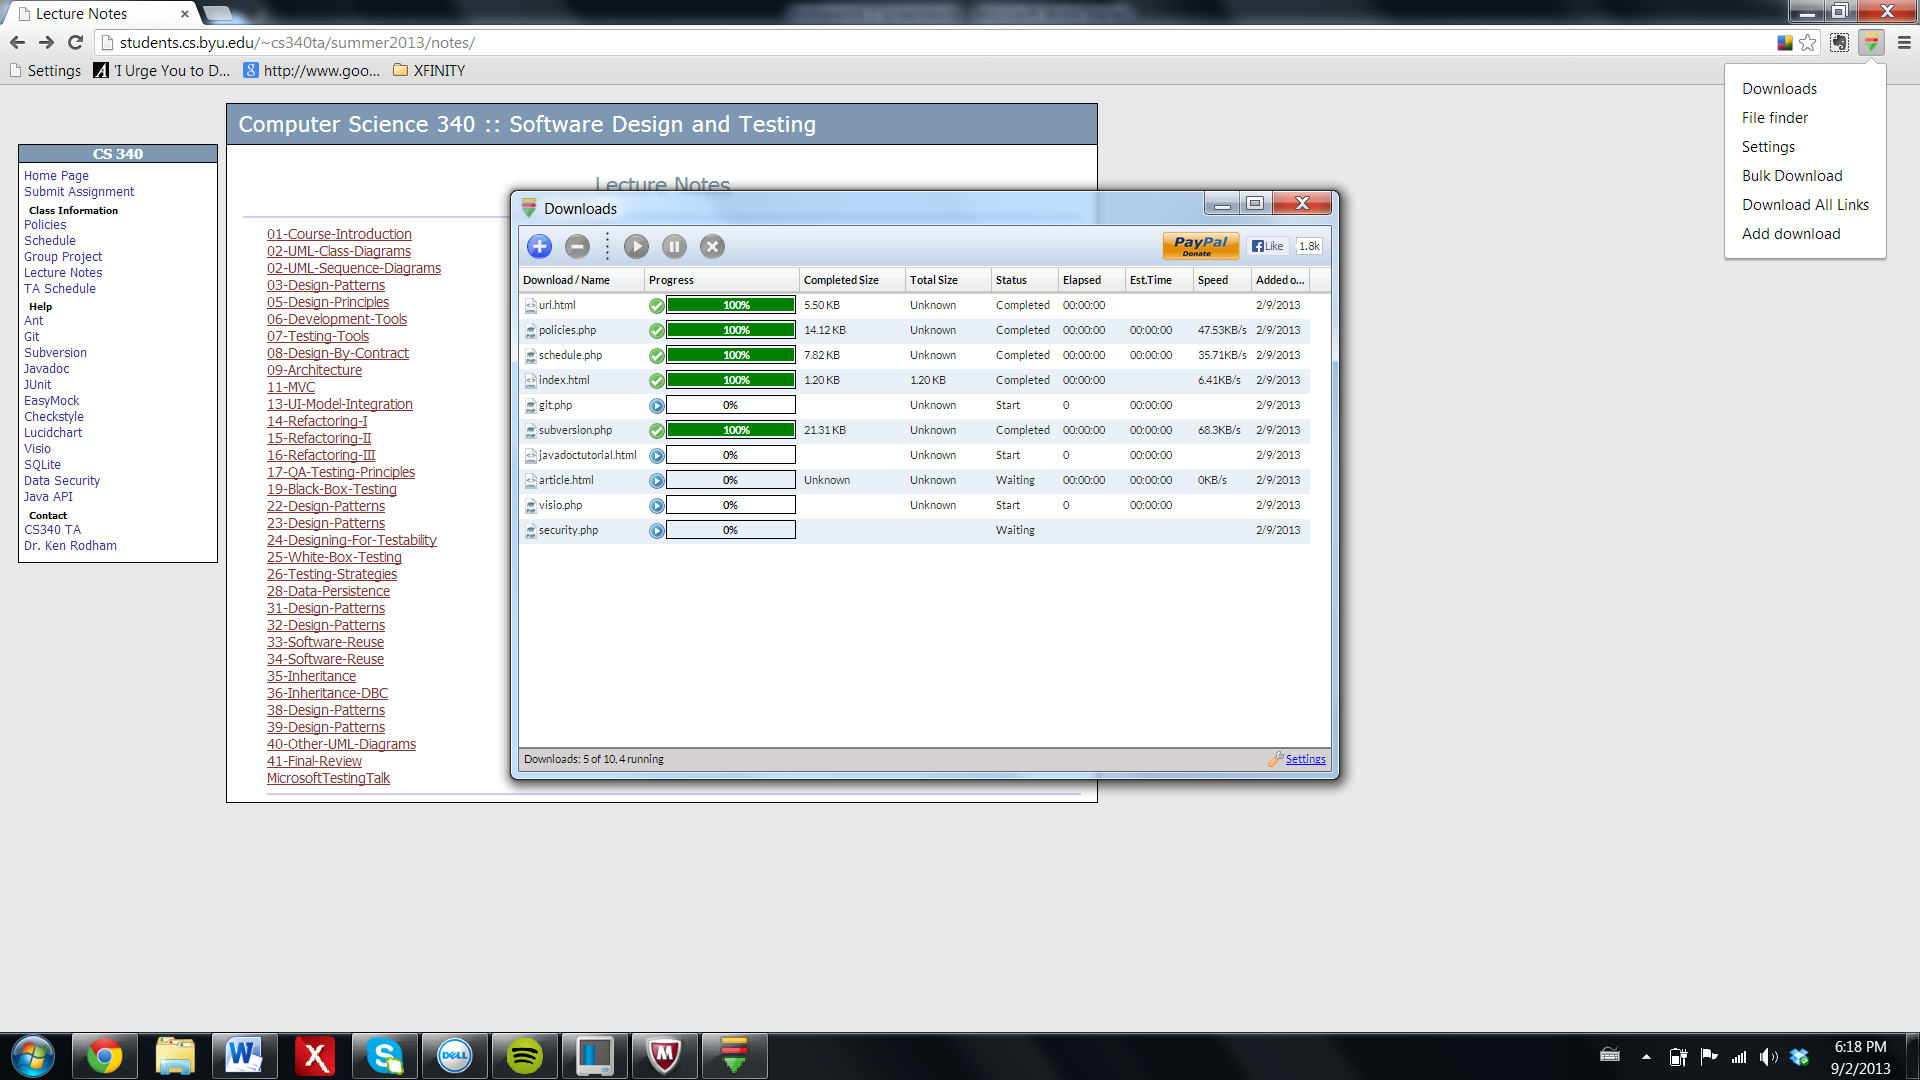 Lecture Notes
students.cs.byu.edu/~cs340ta/summer2013/notes/
Settings
'I Urge You to D...
http://www.goo...
XFINITY
Downloads
File finder
Settings
Bulk Download
Download All Links
Add download
Computer Science 340 :: Software Design and Testing
CS 340
Home Page
Submit Assignment
Class Information
Policies
Schedule
Group Project
Lecture Notes
TA Schedule
Help
Ant
Git
Subversion
Javadoc
JUnit
EasyMock
Checkstyle
Lucidchart
Visio
SQLite
Data Security
Java API
Contact
CS340 TA
Dr. Ken Rodham
Lecture Notes
01-Course-Introduction
02-UML-Class-Diagrams
02-UML-Sequence-Diagrams
03-Design-Patterns
05-Design-Principles
06-Development-Tools
07-Testing-Tools
08-Design-By-Contract
09-Architecture
11-MVC
13-UI-Model-Integration
14-Refactoring-I
15-Refactoring-II
16-Refactoring-III
17-QA-Testing-Principles
19-Black-Box-Testing
22-Design-Patterns
23-Design-Patterns
24-Designing-For-Testability
25-White-Box-Testing
26-Testing-Strategies
28-Data-Persistence
31-Design-Patterns
32-Design-Patterns
33-Software-Reuse
34-Software-Reuse
35-Inheritance
36-Inheritance-DBC
38-Design-Patterns
39-Design-Patterns
40-Other-UML-Diagrams
41-Final-Review
MicrosoftTestingTalk
Downloads
PayPal
Donate
Like 1.8k
Download / Name Progress Completed Size Total Size Status Elapsed Est.Time Speed Added o...
url.html 100% 5.50 KB Unknown Completed 00:00:00 2/9/2013
policies.php 100% 14.12 KB Unknown Completed 00:00:00 00:00:00 47.53KB/s 2/9/2013
schedule.php 100% 7.82 KB Unknown Completed 00:00:00 00:00:00 35.71KB/s 2/9/2013
index.html 100% 1.20 KB 1.20 KB Completed 00:00:00 6.41KB/s 2/9/2013
git.php 0% Unknown Start 0 00:00:00 2/9/2013
subversion.php 100% 21.31 KB Unknown Completed 00:00:00 00:00:00 68.3KB/s 2/9/2013
javadoctutorial.html 0% Unknown Start 0 00:00:00 2/9/2013
article.html 0% Unknown Unknown Waiting 00:00:00 00:00:00 0KB/s 2/9/2013
visio.php 0% Unknown Start 0 00:00:00 2/9/2013
security.php 0% Waiting 2/9/2013
Downloads: 5 of 10, 4 running
Settings
DELL
6:18 PM
9/2/2013